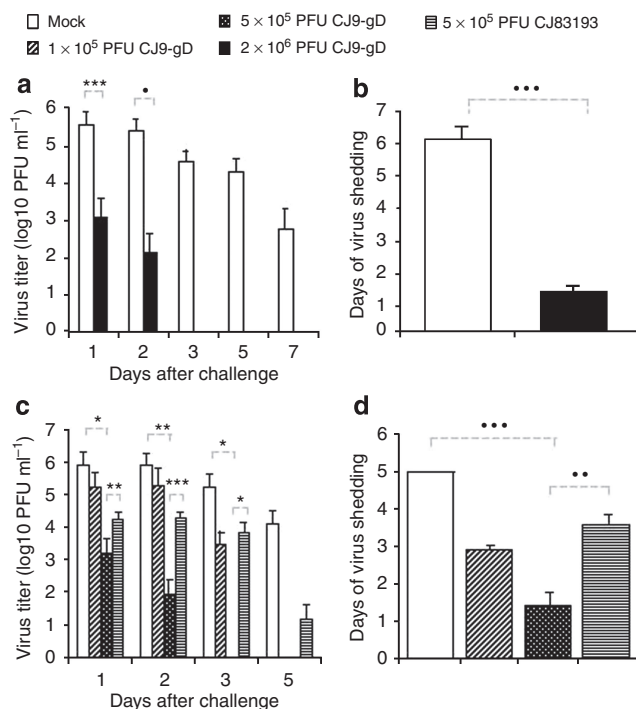 Mock
5 × 10⁵ PFU CJ9-gD
5 × 10⁵ PFU CJ83193
1 × 10⁵ PFU CJ9-gD
2 × 10⁶ PFU CJ9-gD
a
***
•
6
5
4
3
2
1
0
Virus titer (log10 PFU ml⁻¹)
1 2 3 5 7
Days after challenge
b
•••
7
6
5
4
3
2
1
0
Days of virus shedding
c
* ** *
** *** *
7
6
5
4
3
2
1
0
Virus titer (log10 PFU ml⁻¹)
1 2 3 5
Days after challenge
d
•••
••
6
5
4
3
2
1
0
Days of virus shedding